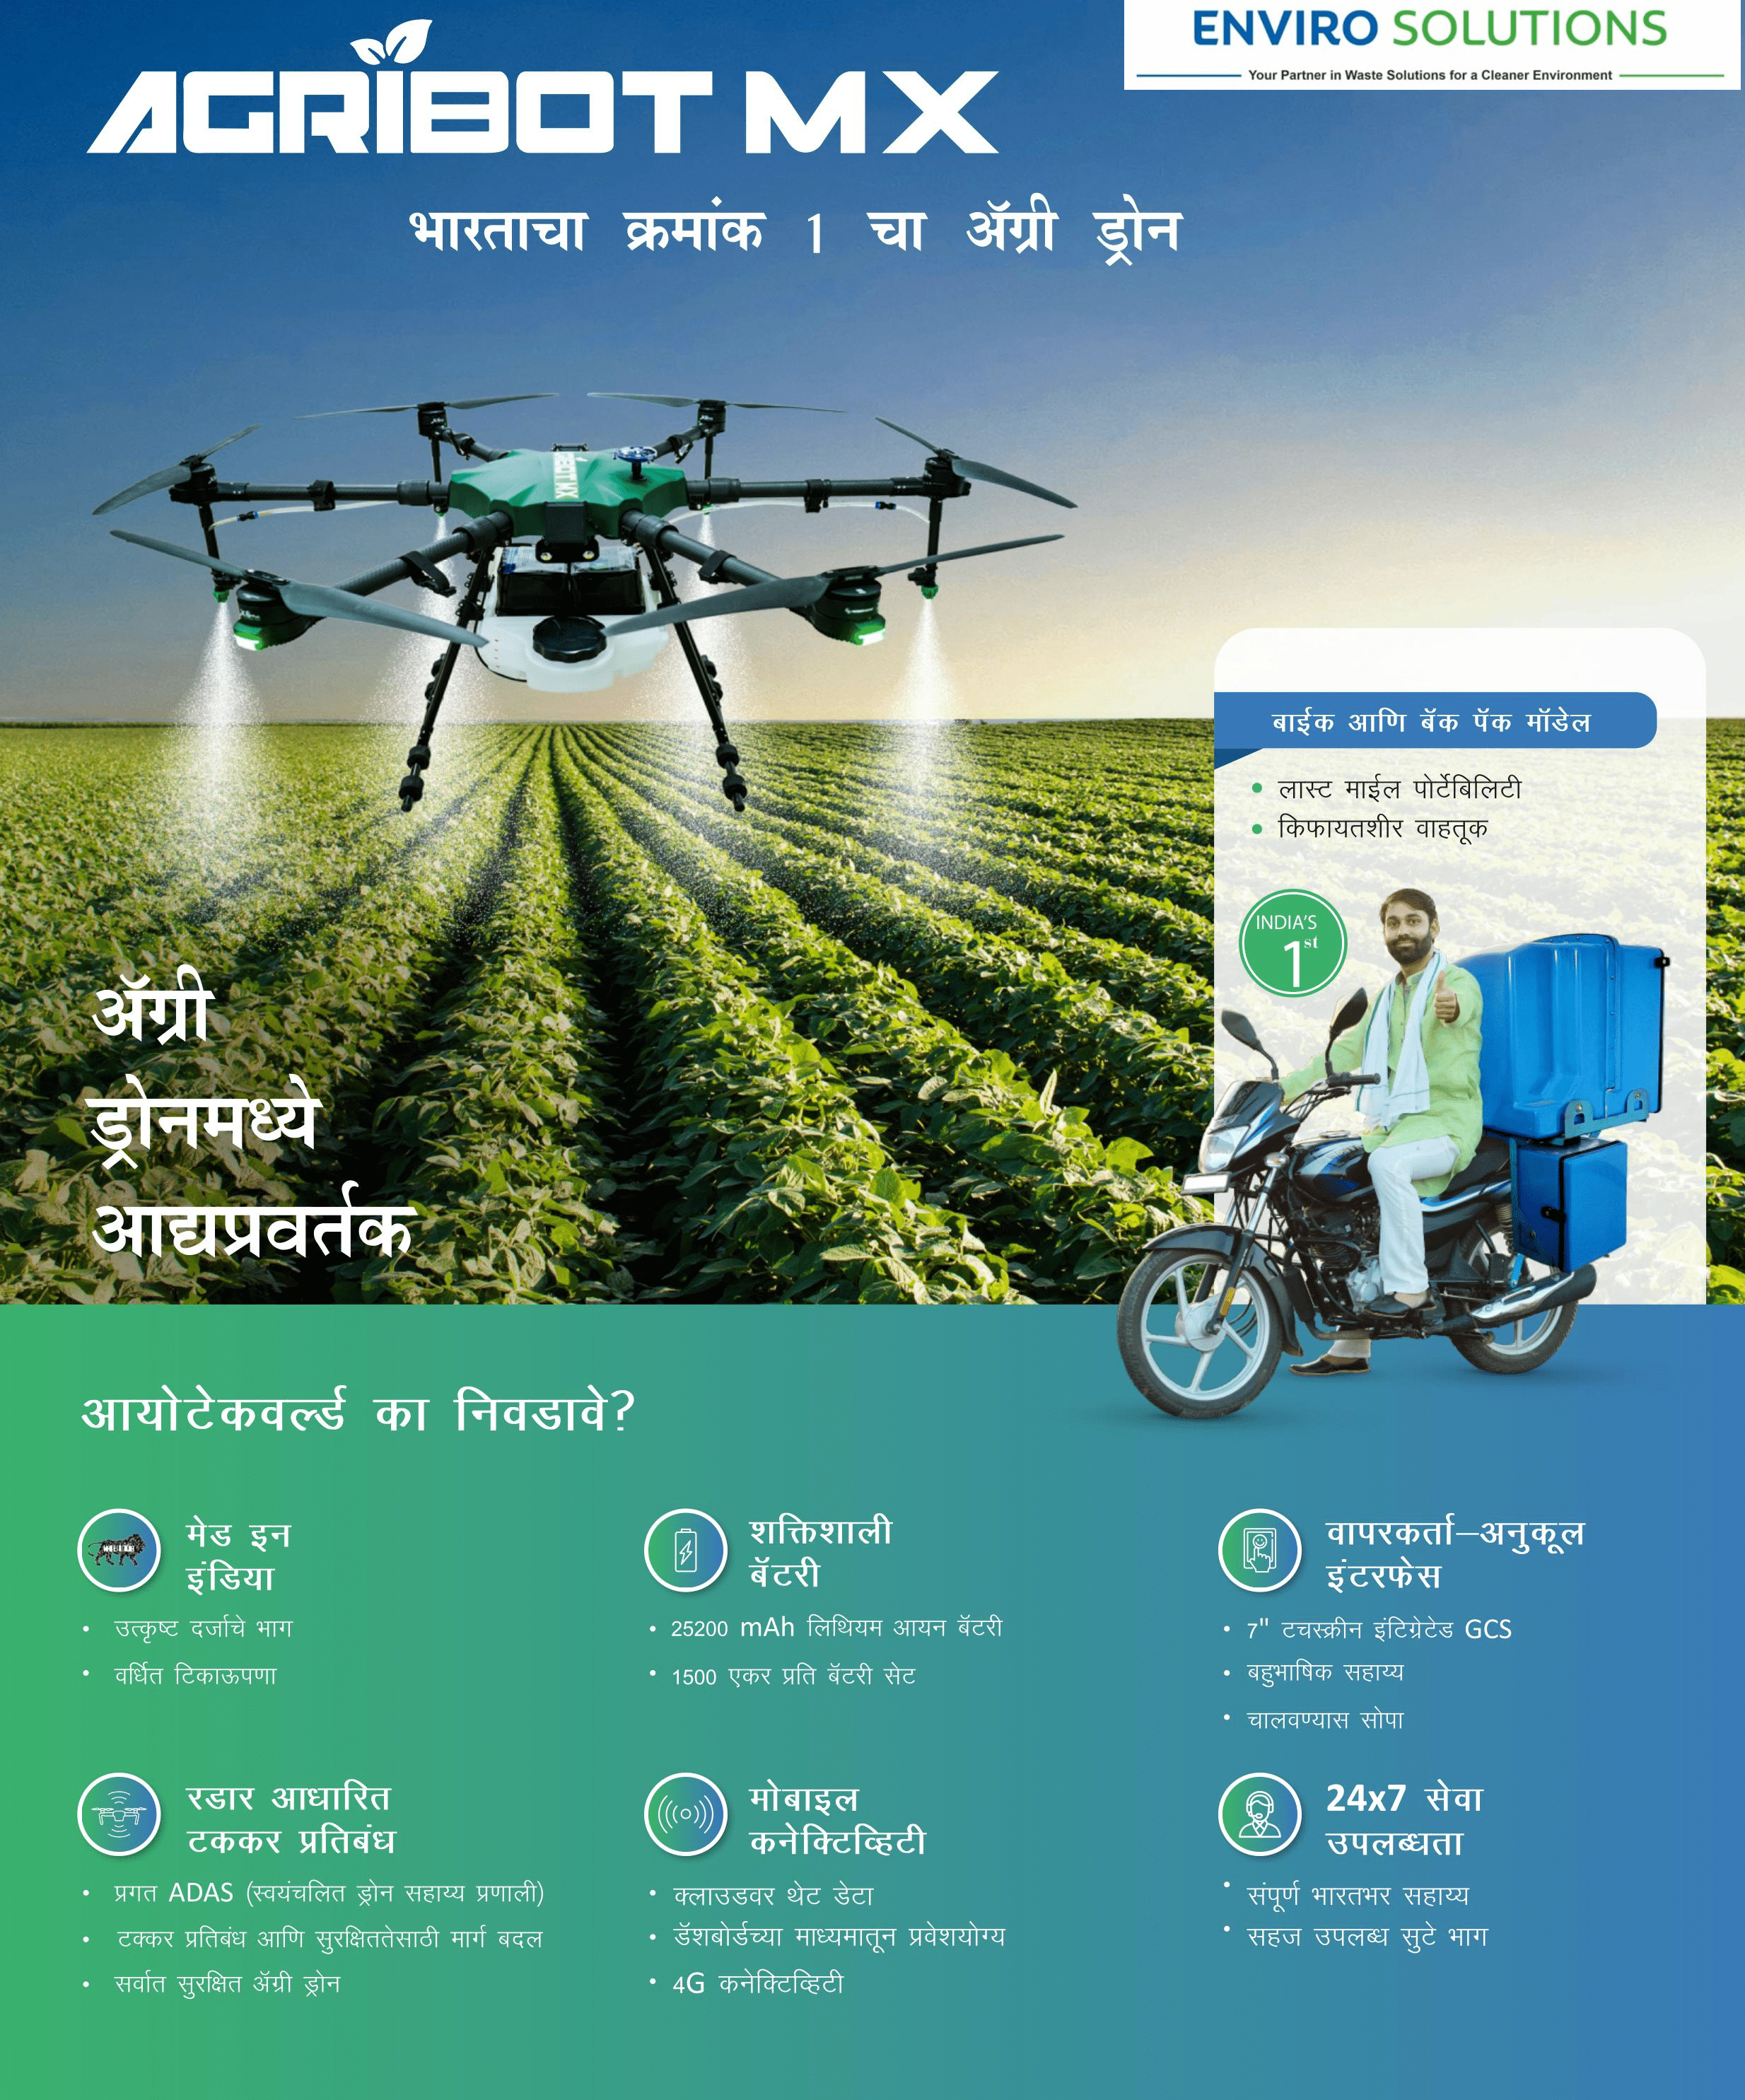 ENVIRO SOLUTIONS
Your Partner in Waste Solutions for a Cleaner Environment
AGRIBOT MX
भारताचा क्रमांक 1 चा ॲग्री ड्रोन
बाईक आणि बॅक पॅक मॉडेल
लास्ट माईल पोर्टेबिलिटी
किफायतशीर वाहतूक
INDIA'S
1st
ॲग्री
ड्रोनमध्ये
आद्यप्रवर्तक
आयोटेकवर्ल्ड का निवडावे?
मेड इन
इंडिया
• उत्कृष्ट दर्जाचे भाग
• वर्धित टिकाऊपणा
शक्तिशाली
बॅटरी
• 25200 mAh लिथियम आयन बॅटरी
• 1500 एकर प्रति बॅटरी सेट
वापरकर्ता–अनुकूल
इंटरफेस
• 7" टचस्क्रीन इंटिग्रेटेड GCS
• बहुभाषिक सहाय्य
• चालवण्यास सोपा
रडार आधारित
टककर प्रतिबंध
• प्रगत ADAS (स्वयंचलित ड्रोन सहाय्य प्रणाली)
• टक्कर प्रतिबंध आणि सुरक्षिततेसाठी मार्ग बदल
• सर्वात सुरक्षित ॲग्री ड्रोन
मोबाइल
कनेक्टिव्हिटी
• क्लाउडवर थेट डेटा
• डॅशबोर्डच्या माध्यमातून प्रवेशयोग्य
• 4G कनेक्टिव्हिटी
24x7 सेवा
उपलब्धता
• संपूर्ण भारतभर सहाय्य
• सहज उपलब्ध सुटे भाग